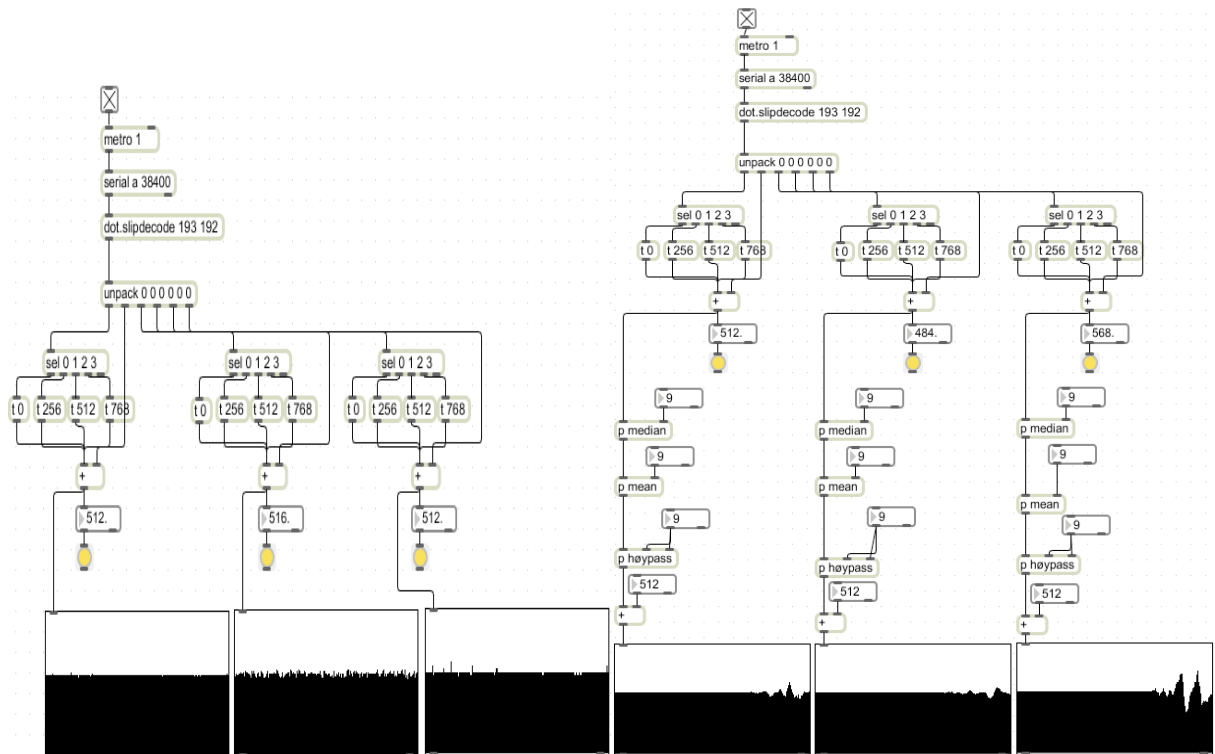 metro 1
serial a 38400
dot.slipdecode 193 192
unpack 0 0 0 0 0 0
sel 0 1 2 3
sel 0 1 2 3
sel 0 1 2 3
t 0
t 256
t 512
t 768
t 0
t 256
t 512
t 768
t 0
t 256
t 512
t 768
+
+
+
512.
516.
512.
metro 1
serial a 38400
dot.slipdecode 193 192
unpack 0 0 0 0 0 0
sel 0 1 2 3
sel 0 1 2 3
sel 0 1 2 3
t 0
t 256
t 512
t 768
t 0
t 256
t 512
t 768
t 0
t 256
t 512
t 768
+
+
+
512.
484.
568.
9
9
9
p median
p median
p median
9
9
9
p mean
p mean
p mean
9
9
9
p høypass
p høypass
p høypass
512
512
512
+
+
+